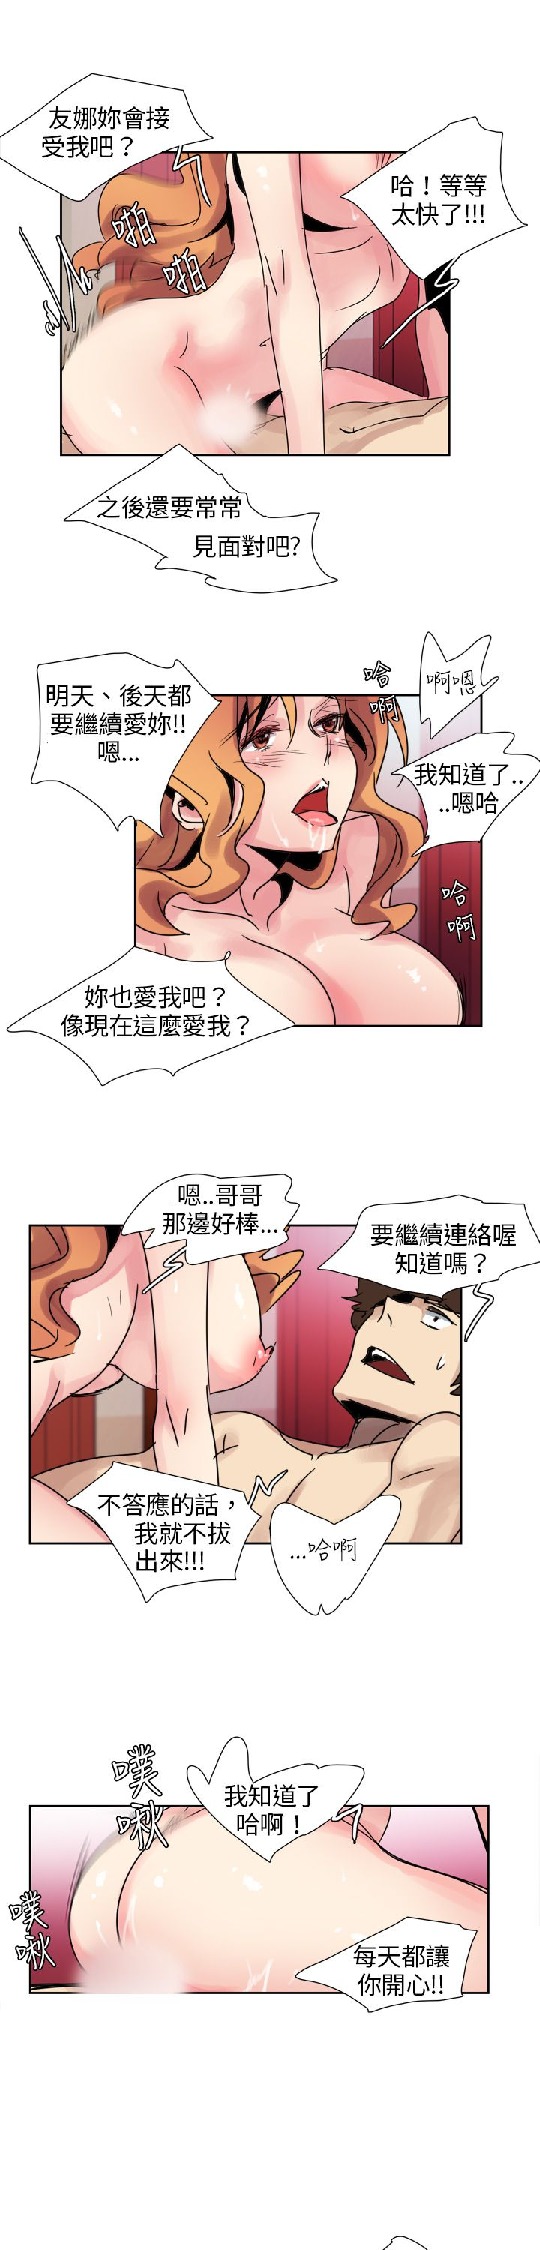 友娜妳會接
受我吧？
哈！等等
太快了!!!
啪
啪
之後還要常常
見面對吧?
明天、後天都
要繼續愛妳!!
嗯...
哈
啊
啊嗯
我知道了..
..嗯哈
哈
啊
妳也愛我吧？
像現在這麼愛我？
嗯..哥哥
那邊好棒...
要繼續連絡喔
知道嗎？
不答應的話，
我就不拔
出來!!!
...哈啊
噗
啾
我知道了
哈啊！
噗
啾
每天都讓
你開心!!